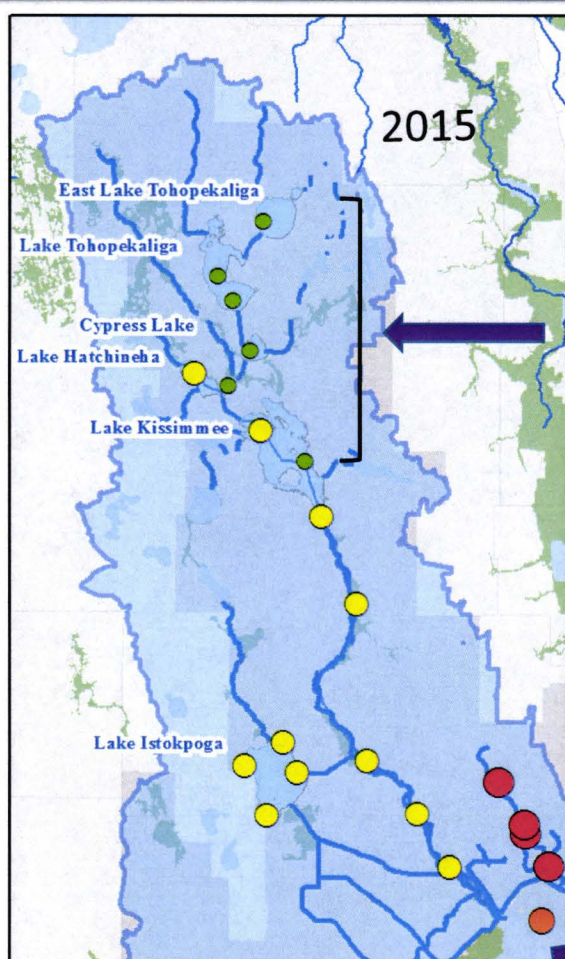 2015
East Lake Tohopekaliga
Lake Tohopekaliga
Cypress Lake
Lake Hatchineha
Lake Kissimmee
Lake Istokpoga